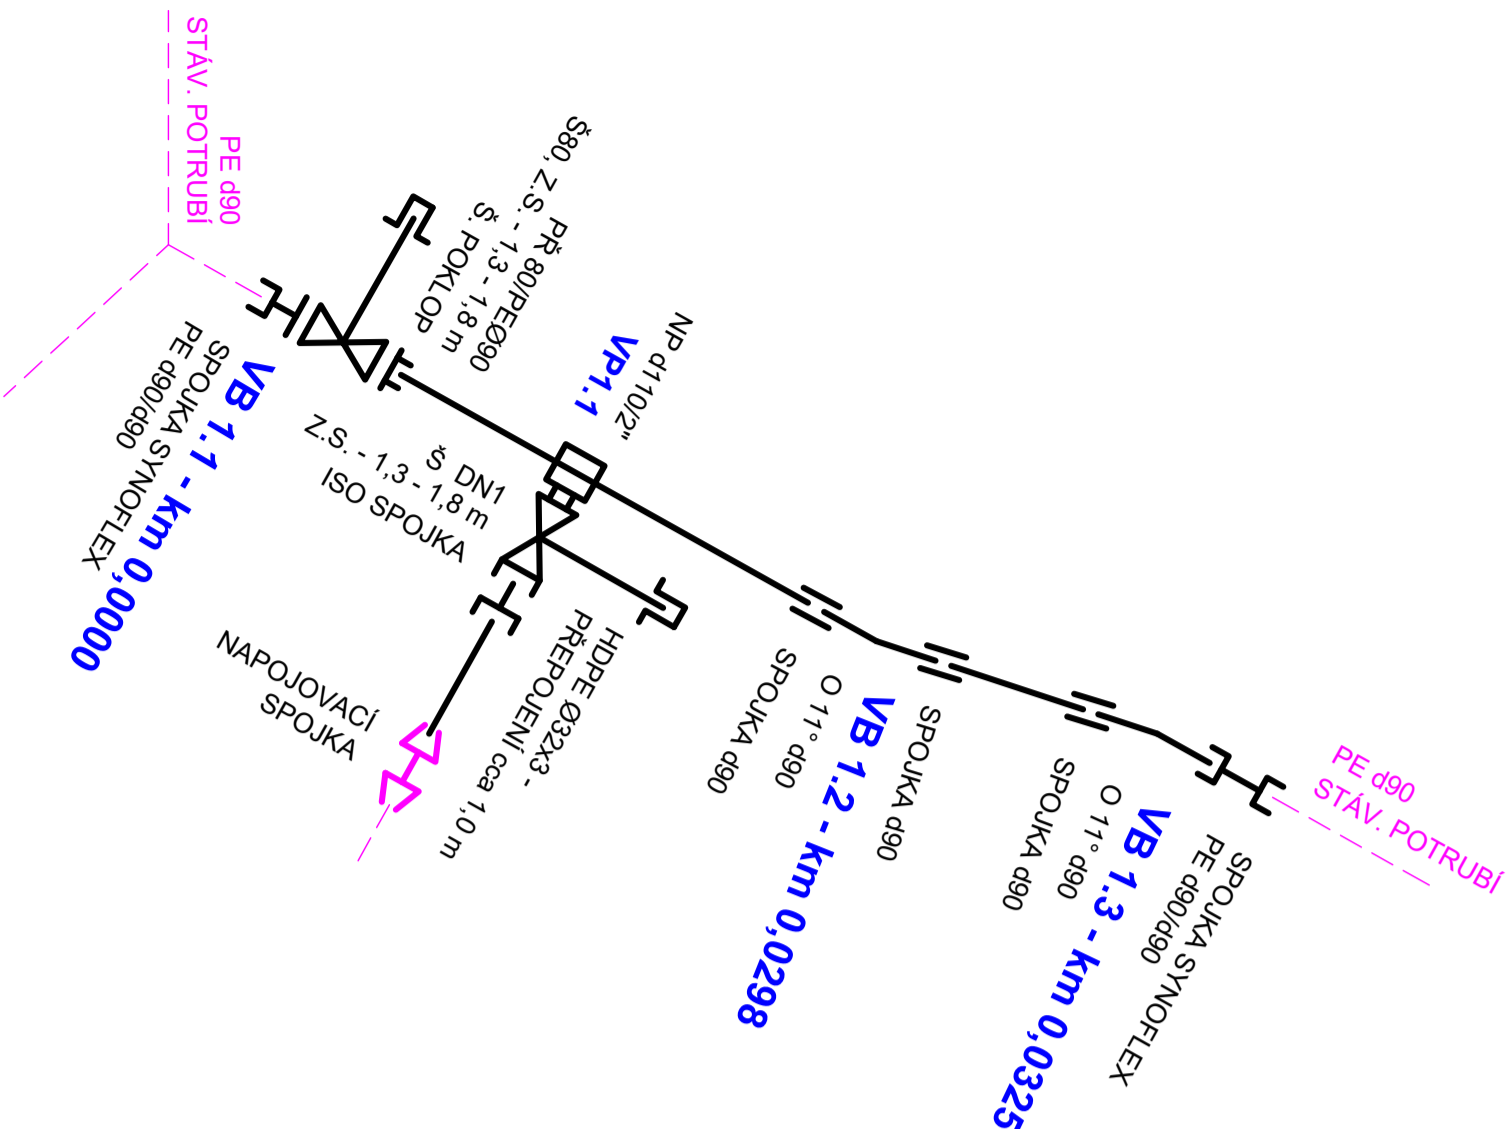 PE d90
STÁV. POTRUBÍ
Š80, Z.S. - 1,3 - 1,8 m
PŘ 80/PEØ90
Š. POKLOP
NP d110/2"
VP1.1
VB 1.1 - km 0,0000
SPOJKA SYNOFLEX
PE d90/d90
Š DN1
Z.S. - 1,3 - 1,8 m
ISO SPOJKA
HDPE Ø32x3 -
PŘEPOJENÍ cca 1,0 m
NAPOJOVACÍ
SPOJKA
SPOJKA d90
O 11° d90
VB 1.2 - km 0,0298
SPOJKA d90
SPOJKA d90
O 11° d90
VB 1.3 - km 0,0325
PE d90/d90
SPOJKA SYNOFLEX
PE d90
STÁV. POTRUBÍ